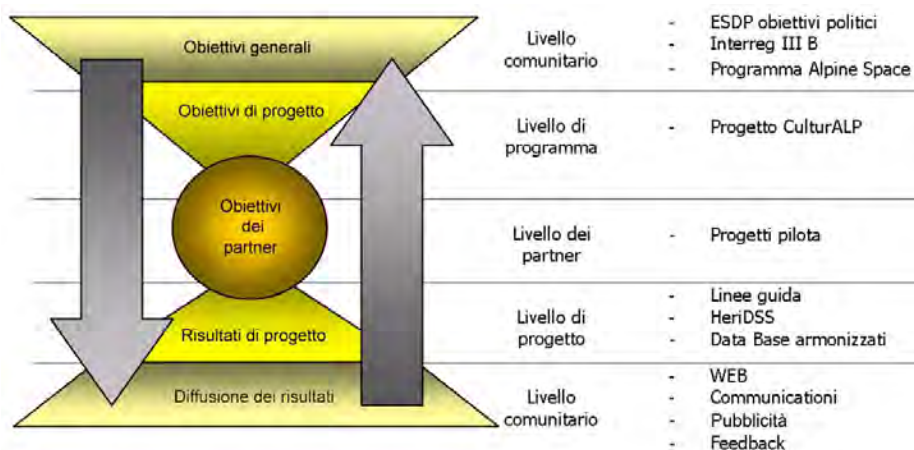 Obiettivi generali
Livello
comunitario
- ESDP obiettivi politici
- Interreg III B
- Programma Alpine Space
Obiettivi di progetto
Livello di
programma
- Progetto CulturALP
Obiettivi
dei
partner
Livello dei
partner
- Progetti pilota
Risultati di progetto
Livello di
progetto
- Linee guida
- HeriDSS
- Data Base armonizzati
Diffusione dei risultati
Livello
comunitario
- WEB
- Communicationi
- Pubblicità
- Feedback